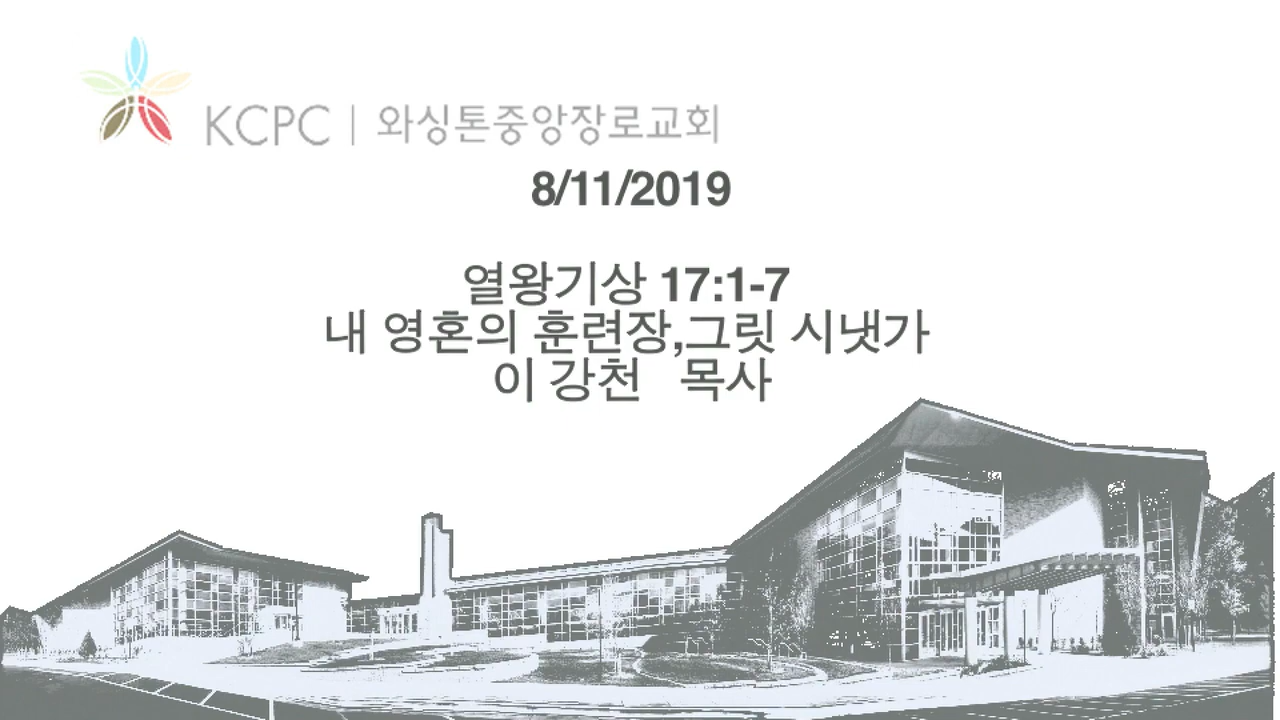 KCPC | 와싱톤중앙장로교회
8/11/2019
열왕기상 17:1-7
내 영혼의 훈련장,그릿 시냇가
이 강천 목사